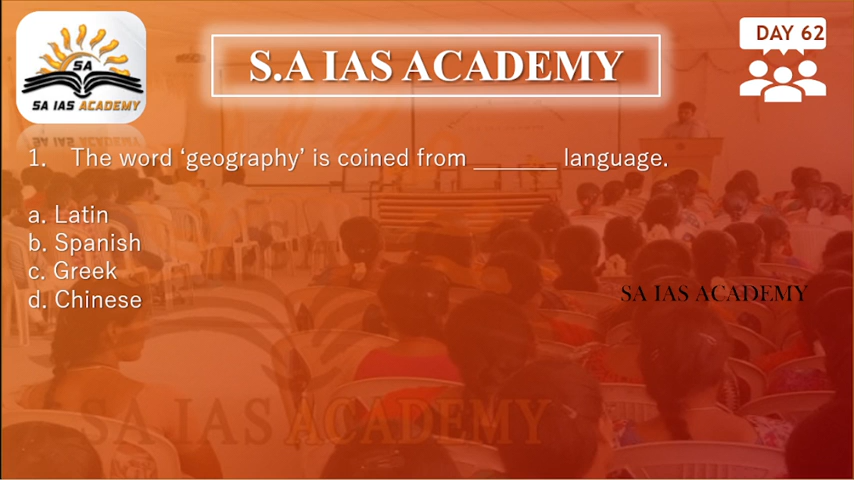 SA
SA IAS ACADEMY
S.A IAS ACADEMY
DAY 62
1. The word ‘geography’ is coined from _______ language.
a. Latin
b. Spanish
c. Greek
d. Chinese
SA IAS ACADEMY
SA IAS ACADEMY